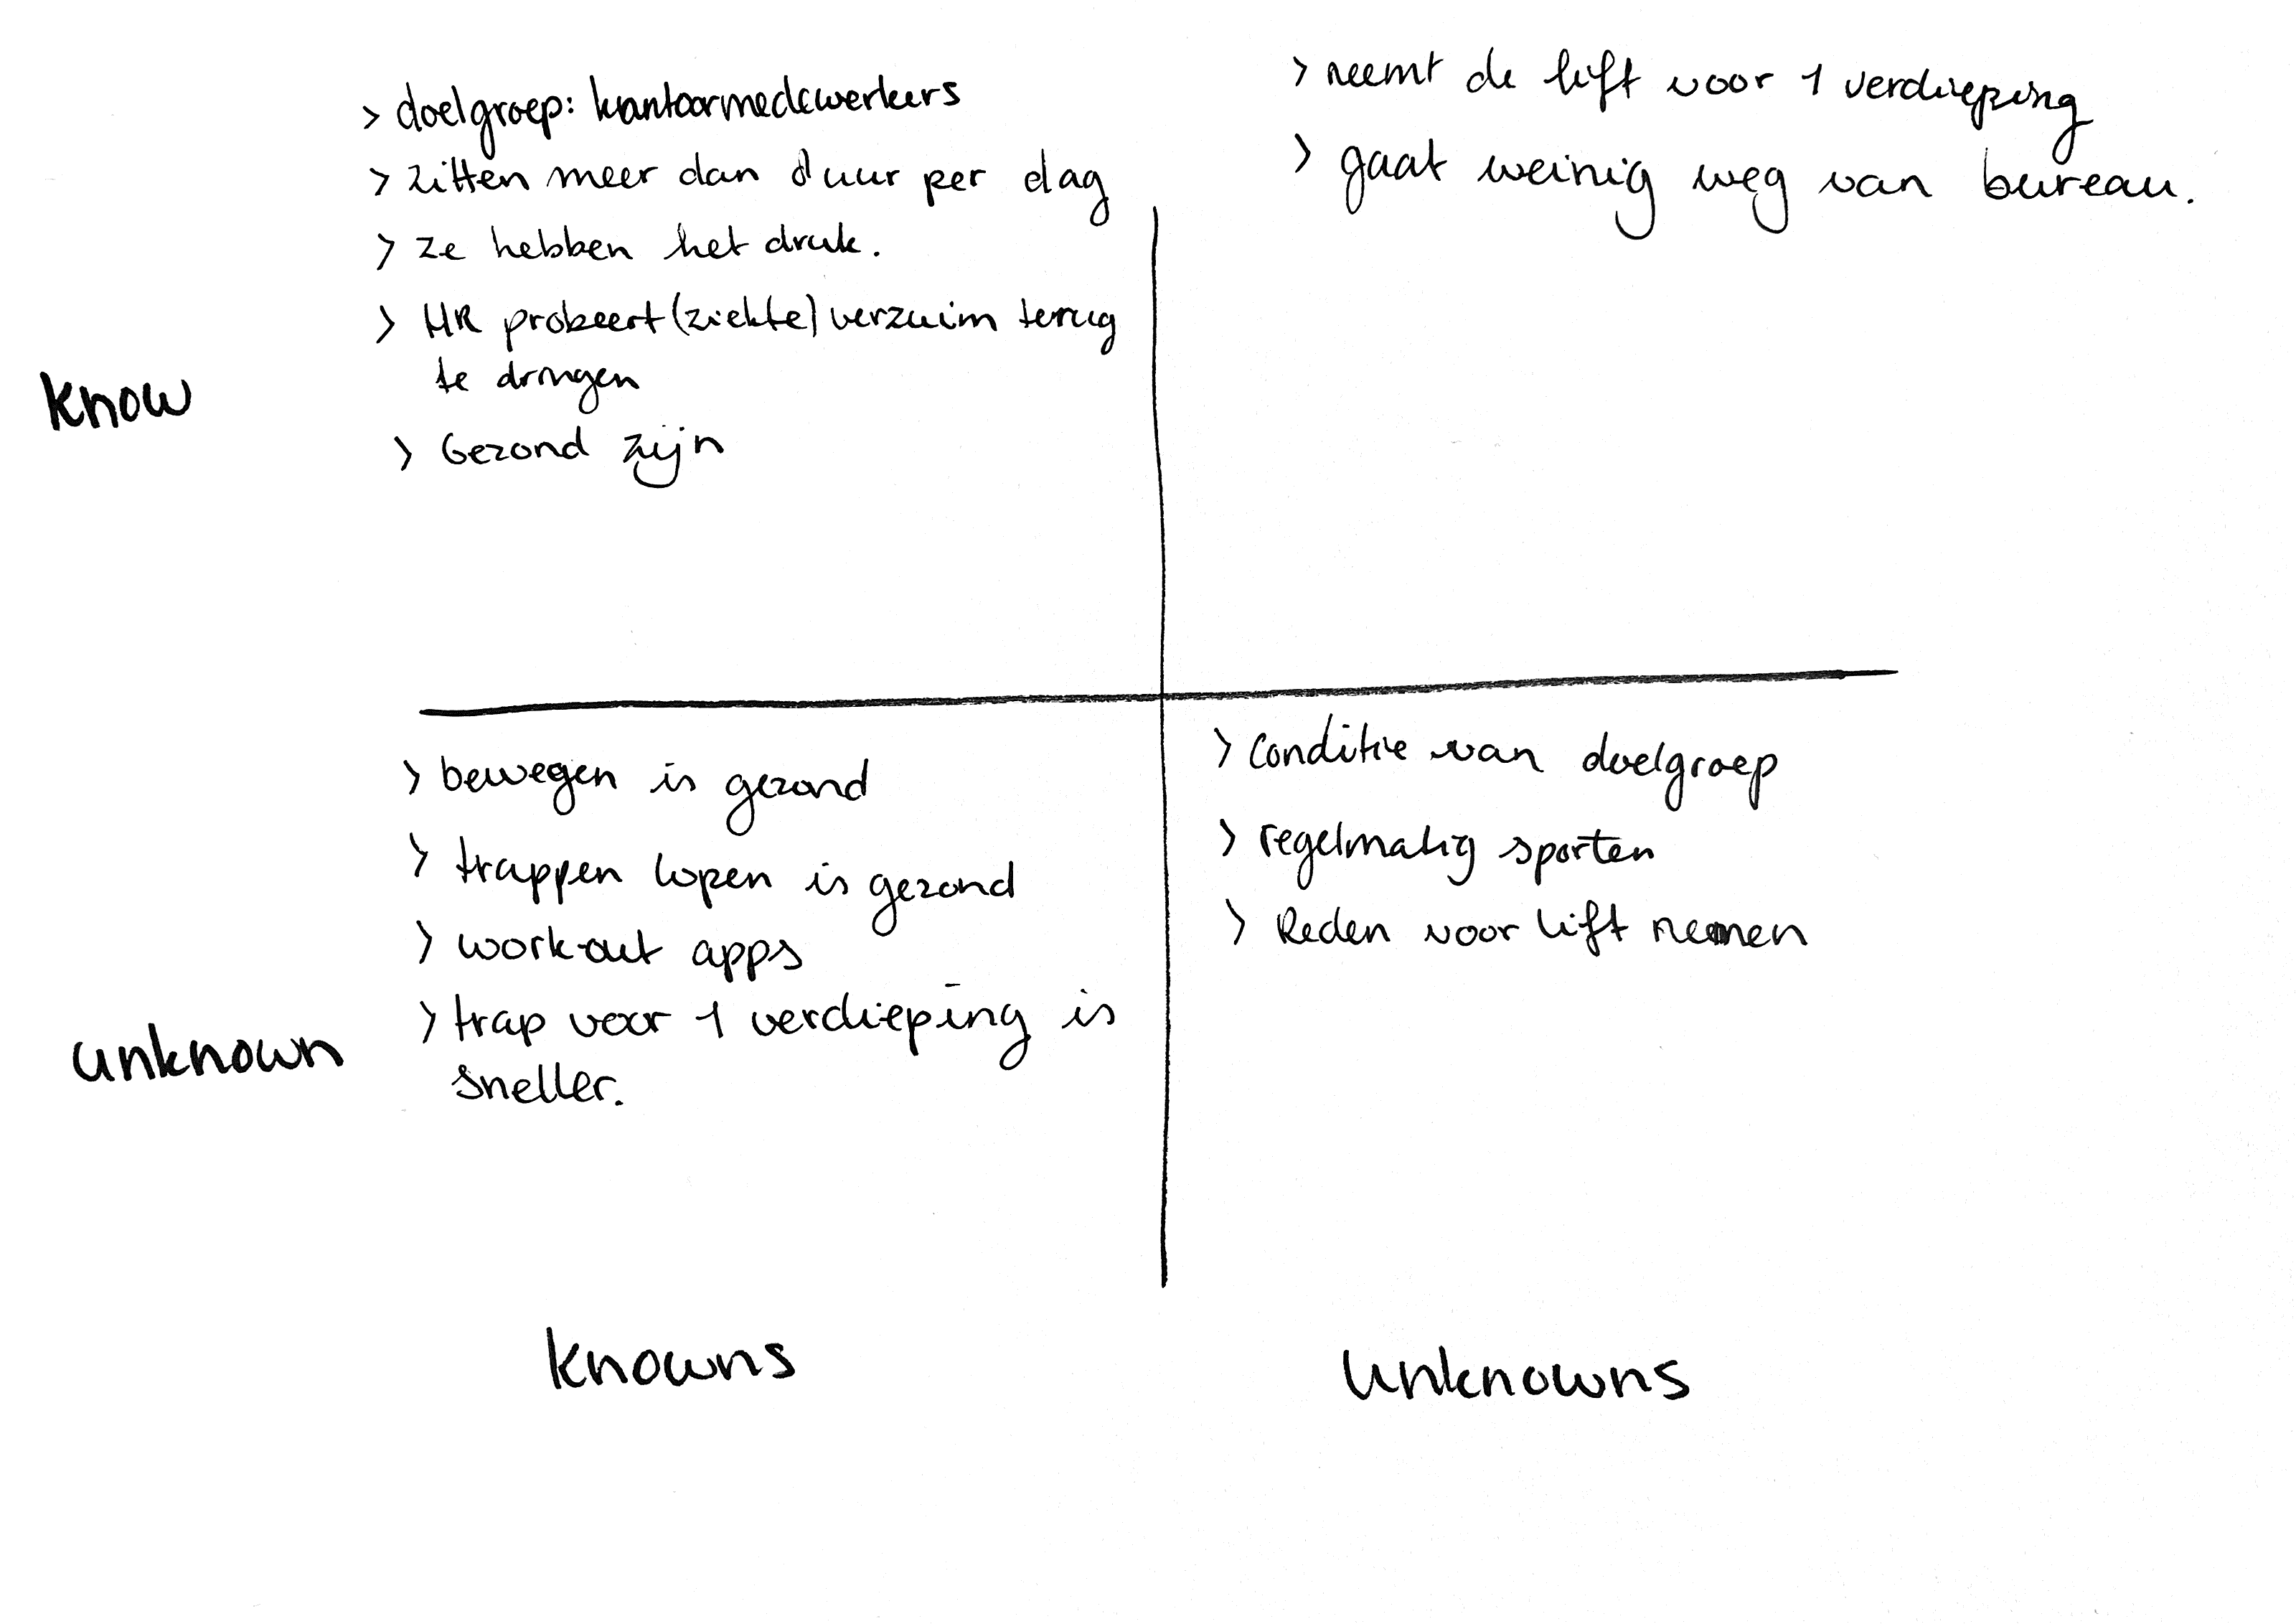 > doelgroep: kantoormedewerkers
> zitten meer dan uur per dag
> ze hebben het druk.
> HR probeert (ziekte) verzuim terug
te dringen
> Gezond zijn
> neemt de lift voor 1 verdieping
> gaat weinig weg van bureau.
know
> bewegen is gezond
> trappen lopen is gezond
> work-out apps
> trap voor 1 verdieping is
sneller.
> Conditie van doelgroep
> regelmatig sporten
> Reden voor lift nemen
unknown
knowns
unknowns